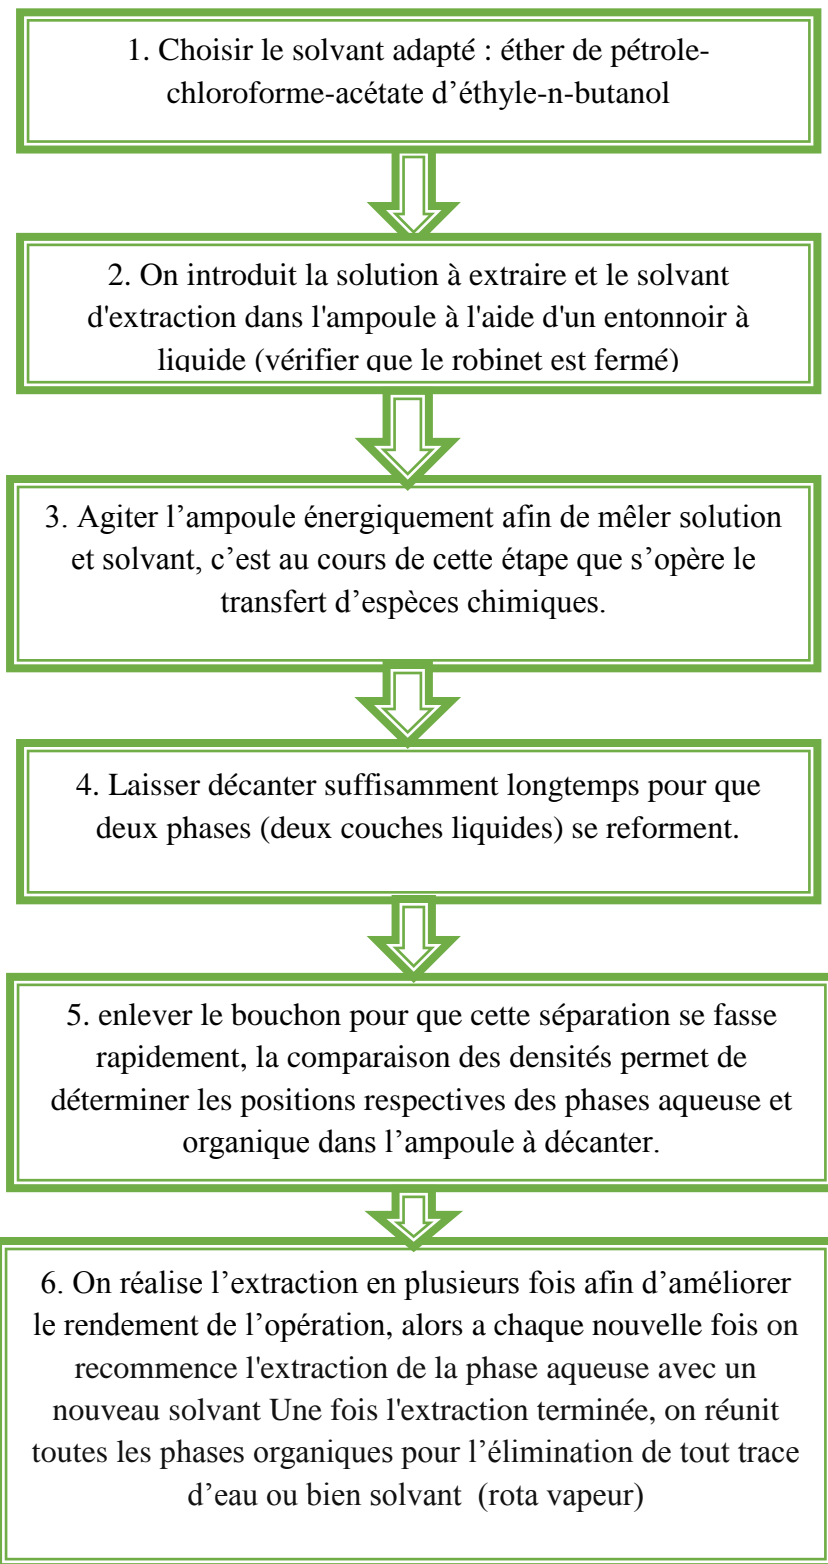 1. Choisir le solvant adapté : éther de pétrole-
chloroforme-acétate d’éthyle-n-butanol
2. On introduit la solution à extraire et le solvant
d'extraction dans l'ampoule à l'aide d'un entonnoir à
liquide (vérifier que le robinet est fermé)
3. Agiter l’ampoule énergiquement afin de mêler solution
et solvant, c’est au cours de cette étape que s’opère le
transfert d’espèces chimiques.
4. Laisser décanter suffisamment longtemps pour que
deux phases (deux couches liquides) se reforment.
5. enlever le bouchon pour que cette séparation se fasse
rapidement, la comparaison des densités permet de
déterminer les positions respectives des phases aqueuse et
organique dans l’ampoule à décanter.
6. On réalise l’extraction en plusieurs fois afin d’améliorer
le rendement de l’opération, alors a chaque nouvelle fois on
recommence l'extraction de la phase aqueuse avec un
nouveau solvant Une fois l'extraction terminée, on réunit
toutes les phases organiques pour l’élimination de tout trace
d’eau ou bien solvant  (rota vapeur)